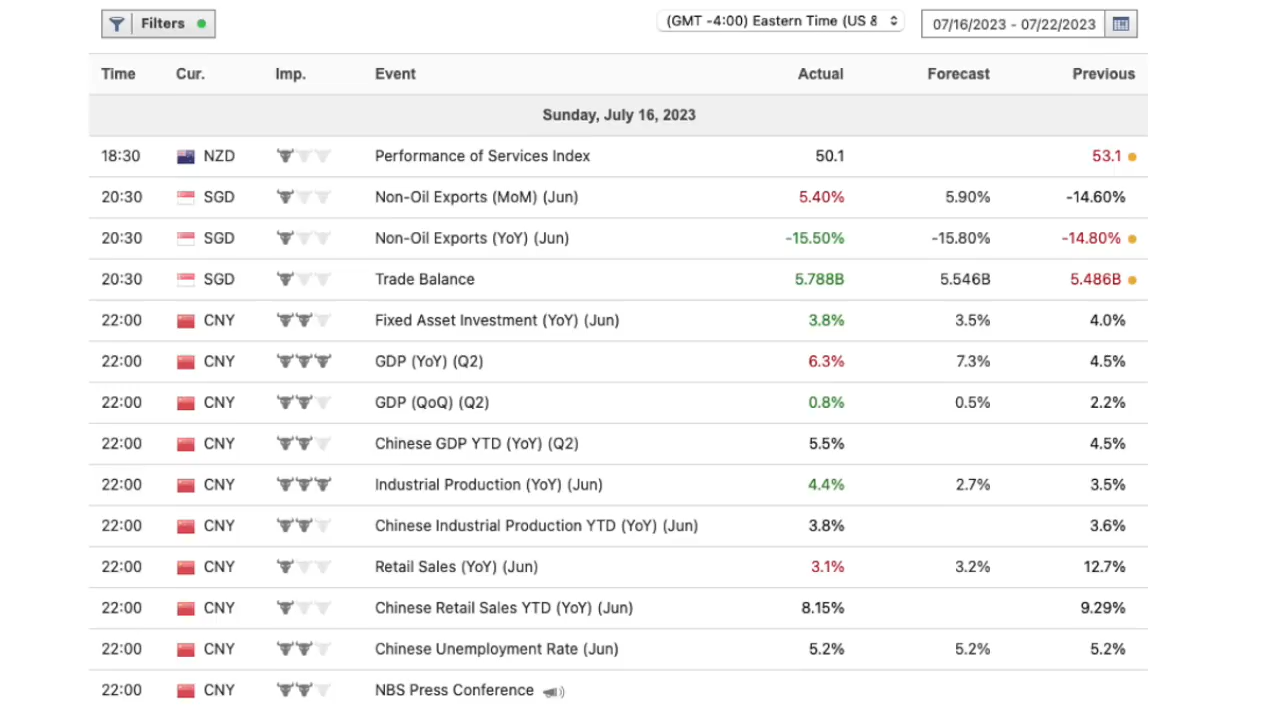 Filters (GMT -4:00) Eastern Time (US & 07/16/2023 - 07/22/2023
Time Cur. Imp. Event Actual Forecast Previous
Sunday, July 16, 2023
18:30 NZD Performance of Services Index 50.1 53.1
20:30 SGD Non-Oil Exports (MoM) (Jun) 5.40% 5.90% -14.60%
20:30 SGD Non-Oil Exports (YoY) (Jun) -15.50% -15.80% -14.80%
20:30 SGD Trade Balance 5.788B 5.546B 5.486B
22:00 CNY Fixed Asset Investment (YoY) (Jun) 3.8% 3.5% 4.0%
22:00 CNY GDP (YoY) (Q2) 6.3% 7.3% 4.5%
22:00 CNY GDP (QoQ) (Q2) 0.8% 0.5% 2.2%
22:00 CNY Chinese GDP YTD (YoY) (Q2) 5.5% 4.5%
22:00 CNY Industrial Production (YoY) (Jun) 4.4% 2.7% 3.5%
22:00 CNY Chinese Industrial Production YTD (YoY) (Jun) 3.8% 3.6%
22:00 CNY Retail Sales (YoY) (Jun) 3.1% 3.2% 12.7%
22:00 CNY Chinese Retail Sales YTD (YoY) (Jun) 8.15% 9.29%
22:00 CNY Chinese Unemployment Rate (Jun) 5.2% 5.2% 5.2%
22:00 CNY NBS Press Conference